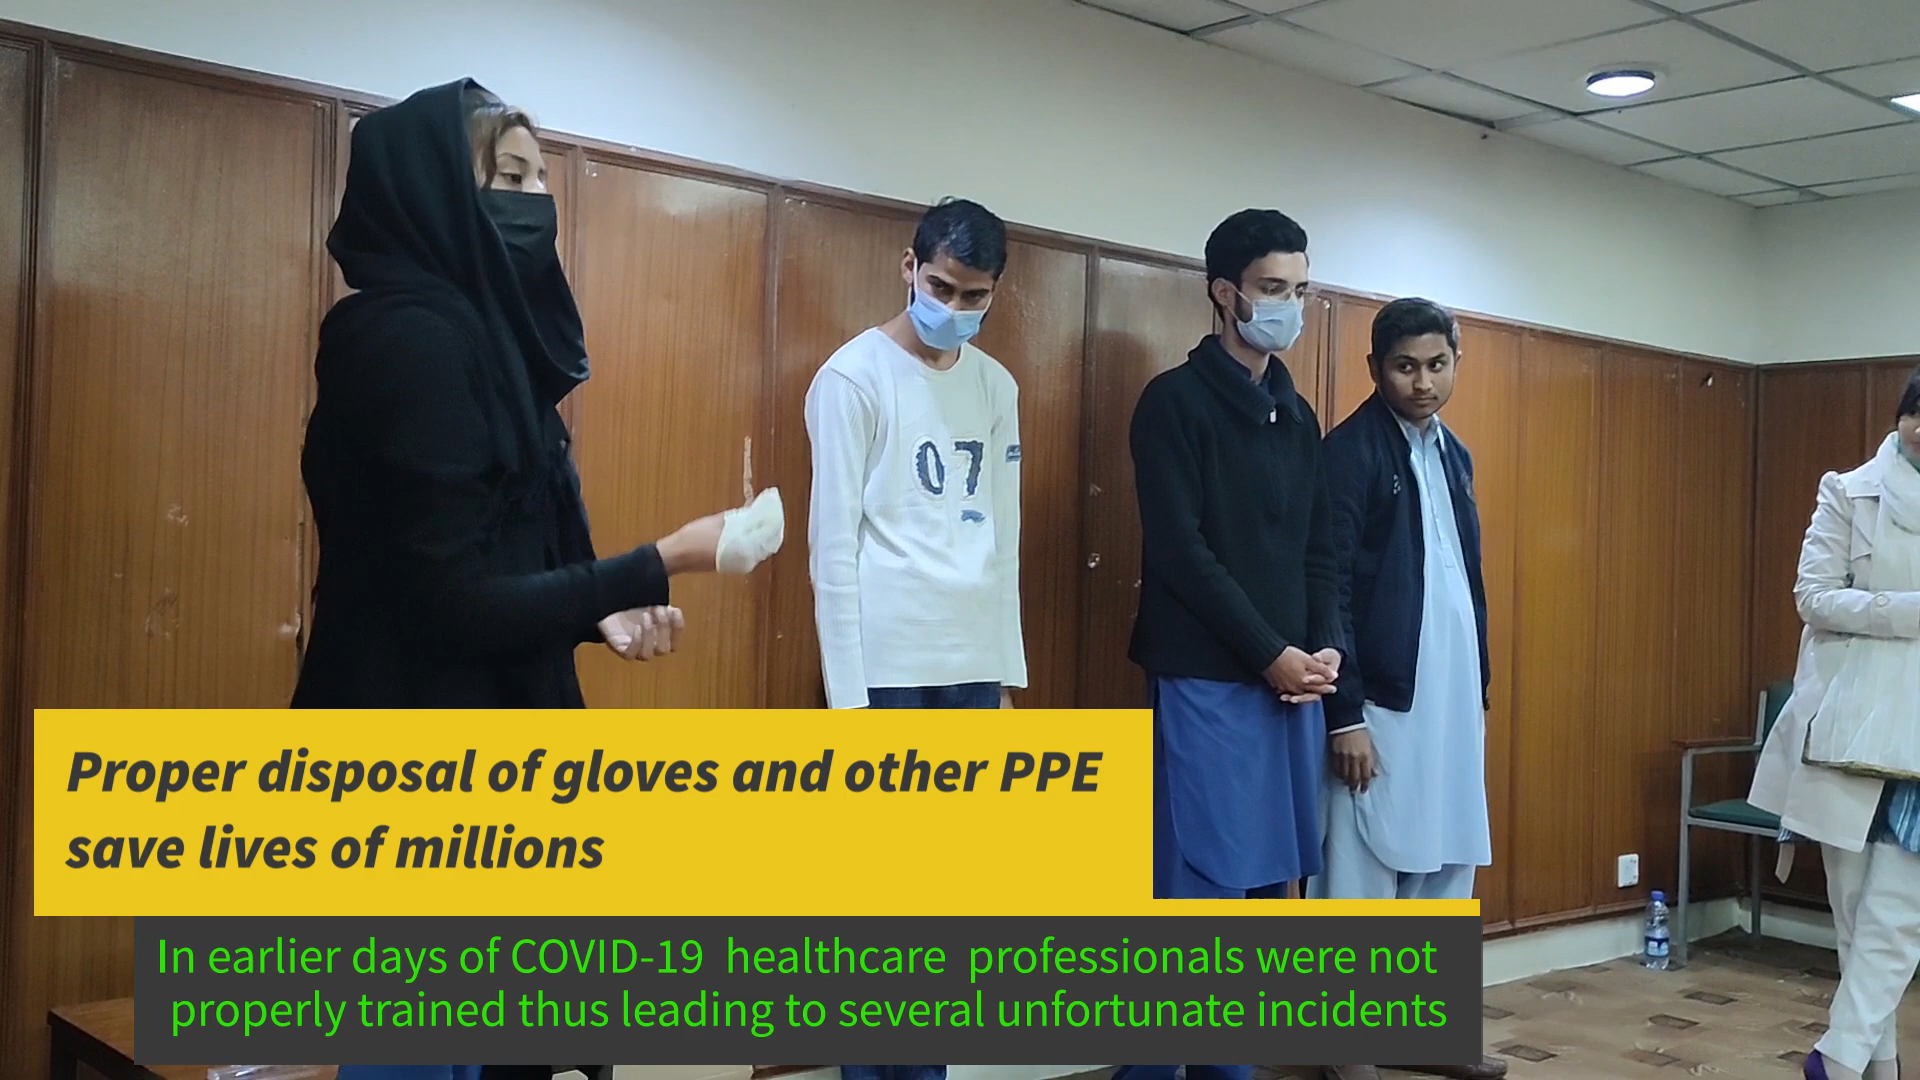 07
Proper disposal of gloves and other PPE
save lives of millions
In earlier days of COVID-19 healthcare professionals were not
properly trained thus leading to several unfortunate incidents